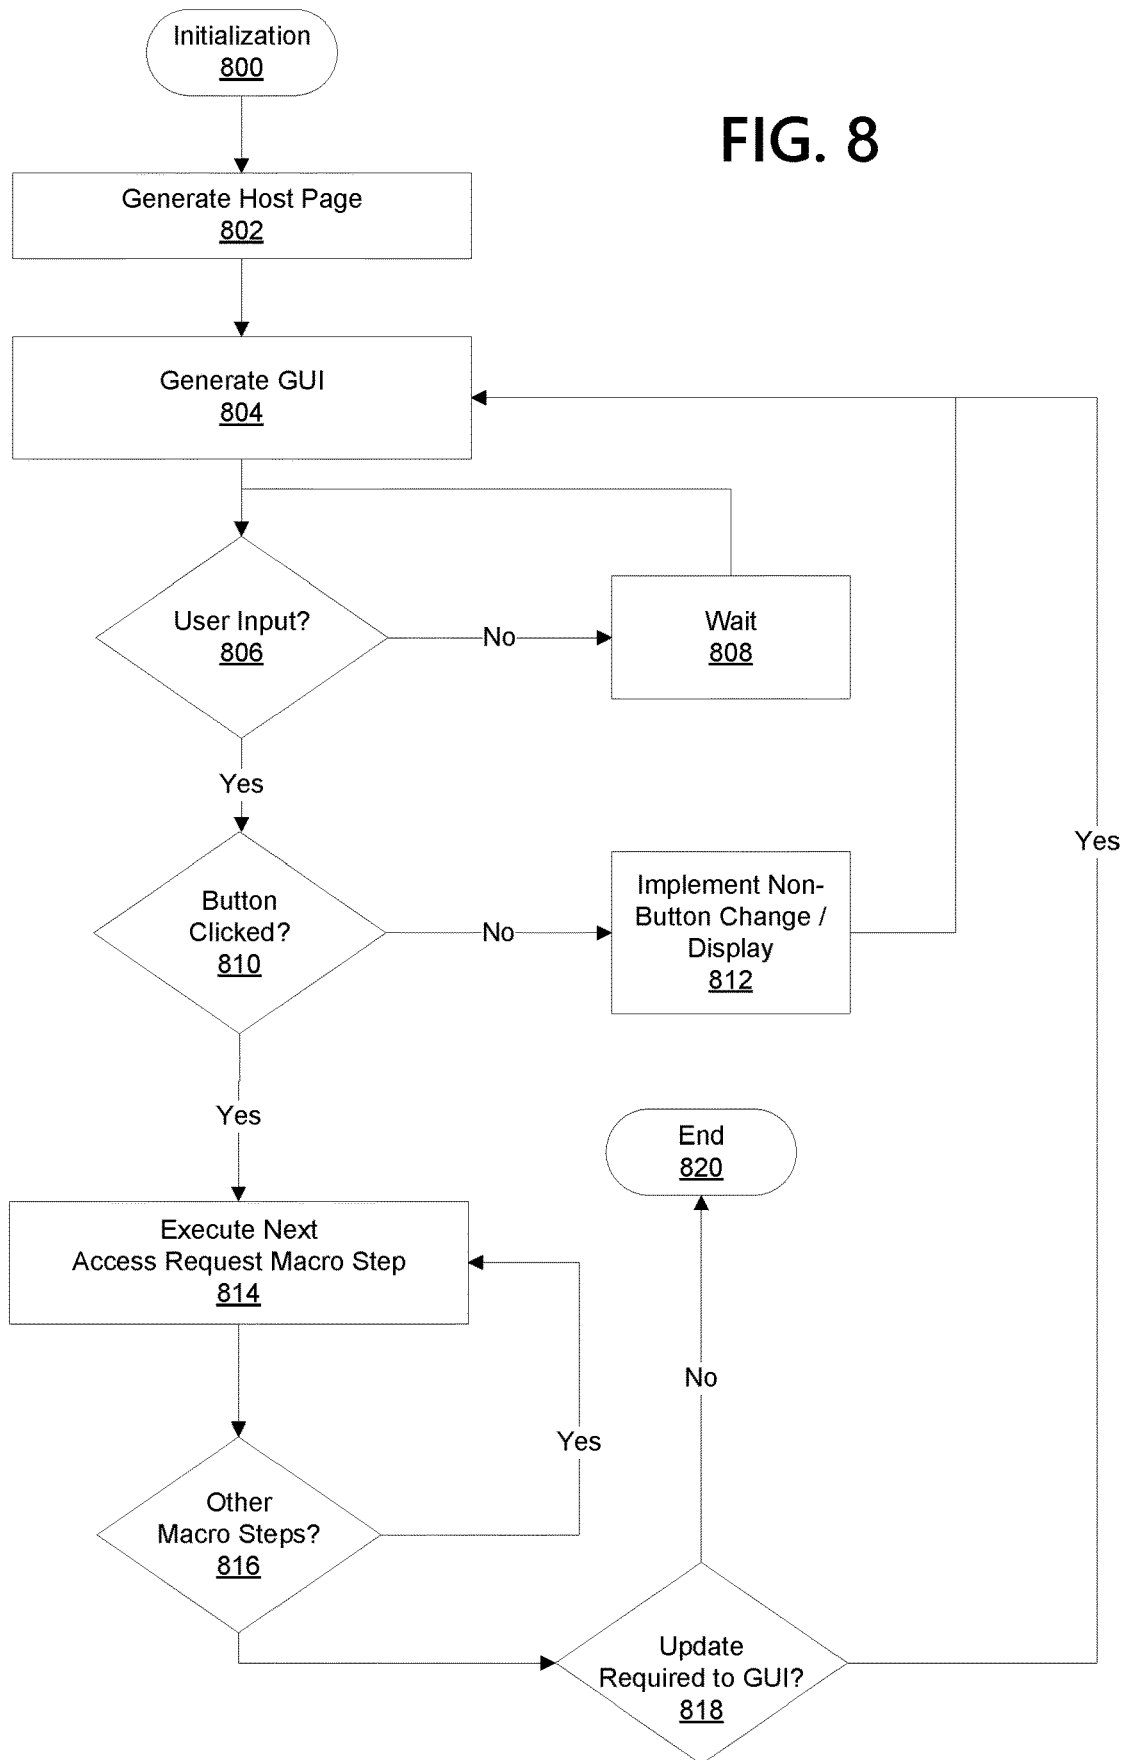 Initialization
800
FIG. 8
Generate Host Page
802
Generate GUI
804
User Input?
806
No
Wait
808
Yes
Button
Clicked?
810
No
Implement Non-
Button Change /
Display
812
Yes
Yes
End
820
Execute Next
Access Request Macro Step
814
No
Yes
Other
Macro Steps?
816
Update
Required to GUI?
818